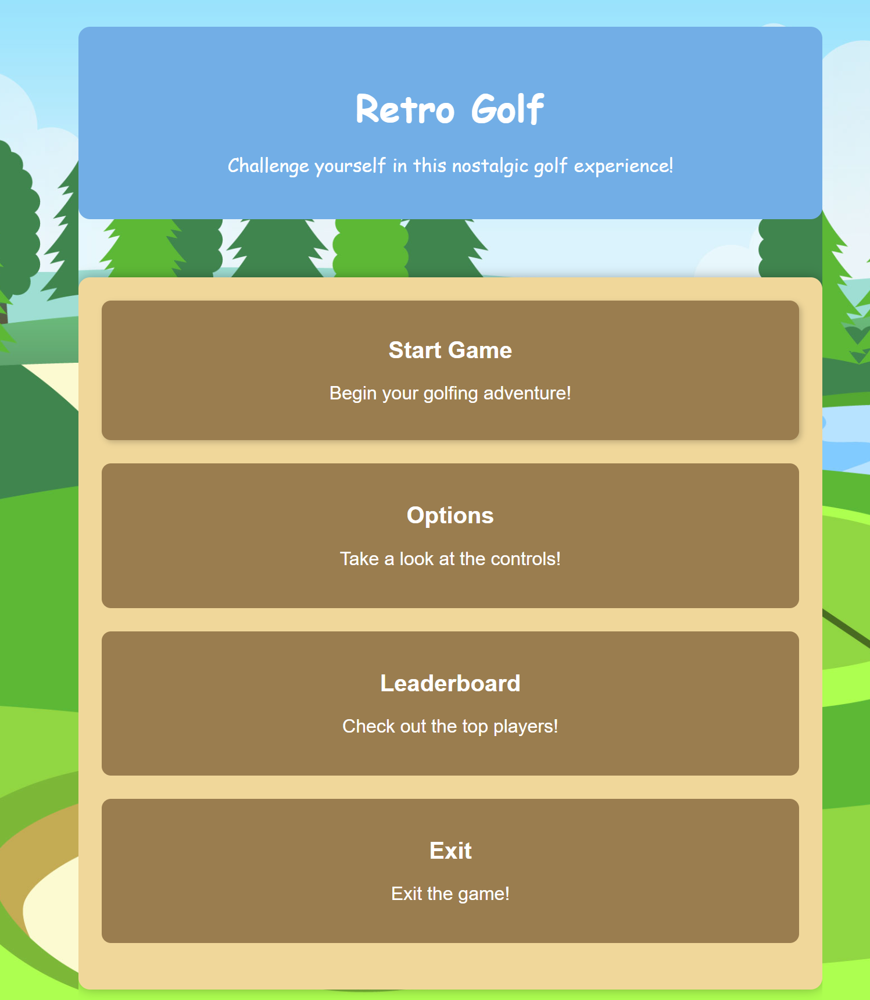 Retro Golf
Challenge yourself in this nostalgic golf experience!
Start Game
Begin your golfing adventure!
Options
Take a look at the controls!
Leaderboard
Check out the top players!
Exit
Exit the game!